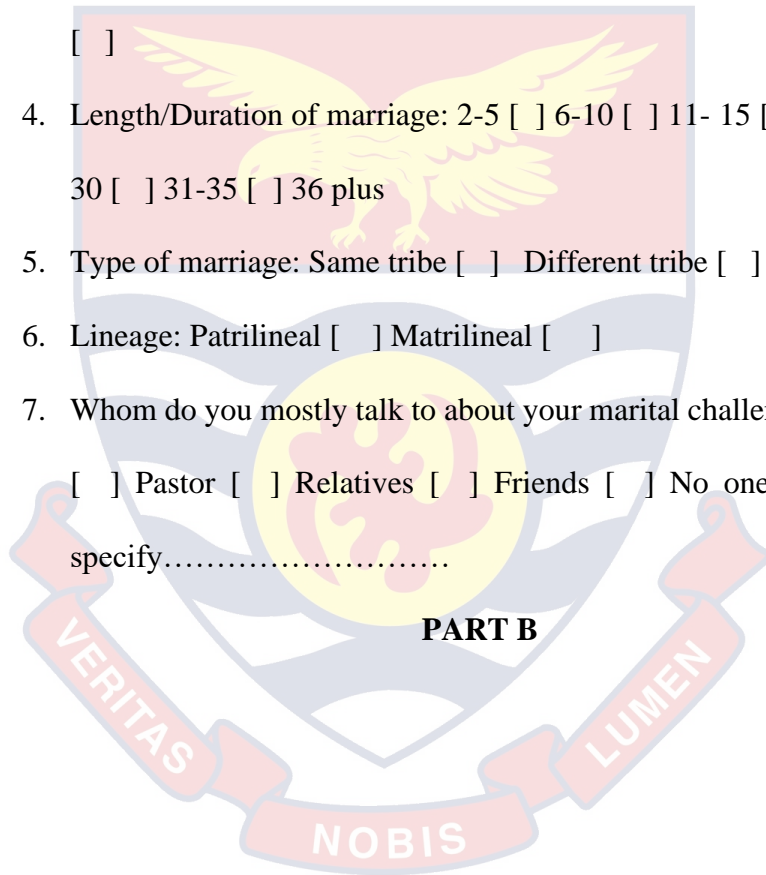 [   ]
4. Length/Duration of marriage: 2-5 [  ] 6-10 [  ] 11- 15 [
30 [   ] 31-35 [  ] 36 plus
5. Type of marriage: Same tribe [   ]   Different tribe [   ]
6. Lineage: Patrilineal [    ] Matrilineal [     ]
7. Whom do you mostly talk to about your marital
[   ] Pastor [   ] Relatives [   ] Friends [   ] No one
specify………………………
PART B
VERITAS
NOBIS
LUMEN